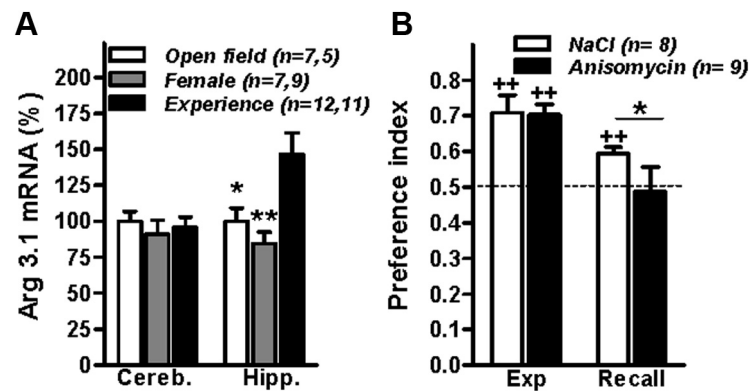 A
Arg 3.1 mRNA (%)
200
175
150
125
100
75
50
25
0
Open field (n=7,5)
Female (n=7,9)
Experience (n=12,11)
*
**
Cereb. Hipp.
B
Preference index
0.8
0.7
0.6
0.5
0.4
0.3
0.2
0.1
0.0
NaCl (n= 8)
Anisomycin (n= 9)
++ ++
++ *
Exp Recall